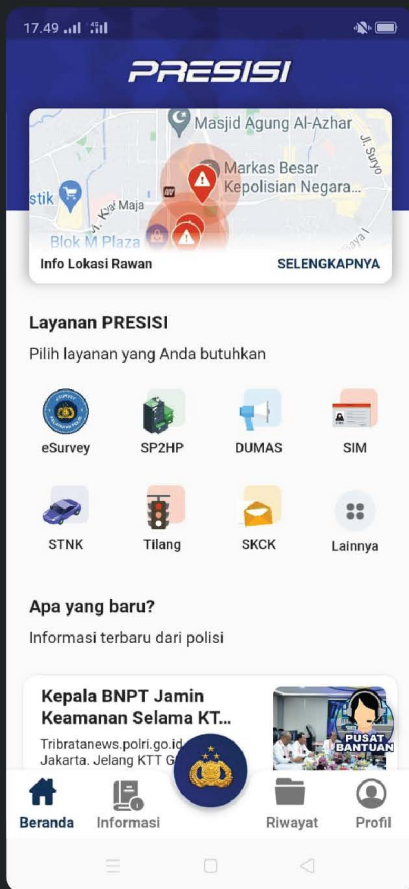 17.49
PRESISI
Masjid Agung Al-Azhar
Jl. Suryo
Markas Besar
Kepolisian Negara...
stik
Maja
Blok M Plaza
Info Lokasi Rawan
SELENGKAPNYA
Layanan PRESISI
Pilih layanan yang Anda butuhkan
eSurvey
SP2HP
DUMAS
SIM
STNK
Tilang
SKCK
Lainnya
Apa yang baru?
Informasi terbaru dari polisi
Kepala BNPT Jamin
Keamanan Selama KT...
Tribratanews.polri.go.id
Jakarta. Jelang KTT G
PUSAT
BANTUAN
Beranda
Informasi
Riwayat
Profil